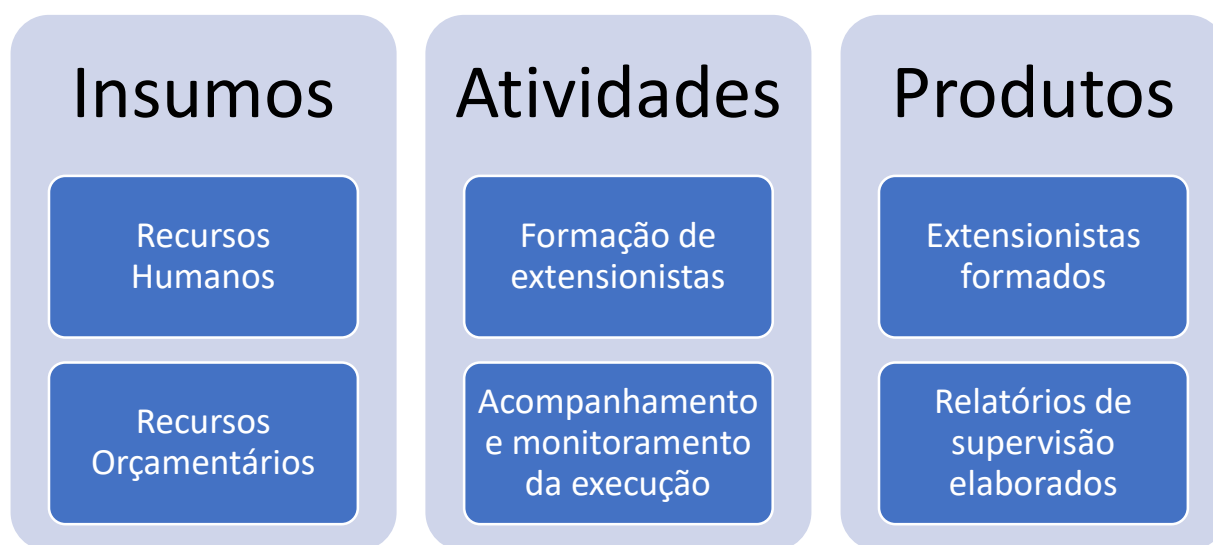 Insumos
Recursos
Humanos
Recursos
Orçamentários
Atividades
Formação de
extensionistas
Acompanhamento
e monitoramento
da execução
Produtos
Extensionistas
formados
Relatórios de
supervisão
elaborados